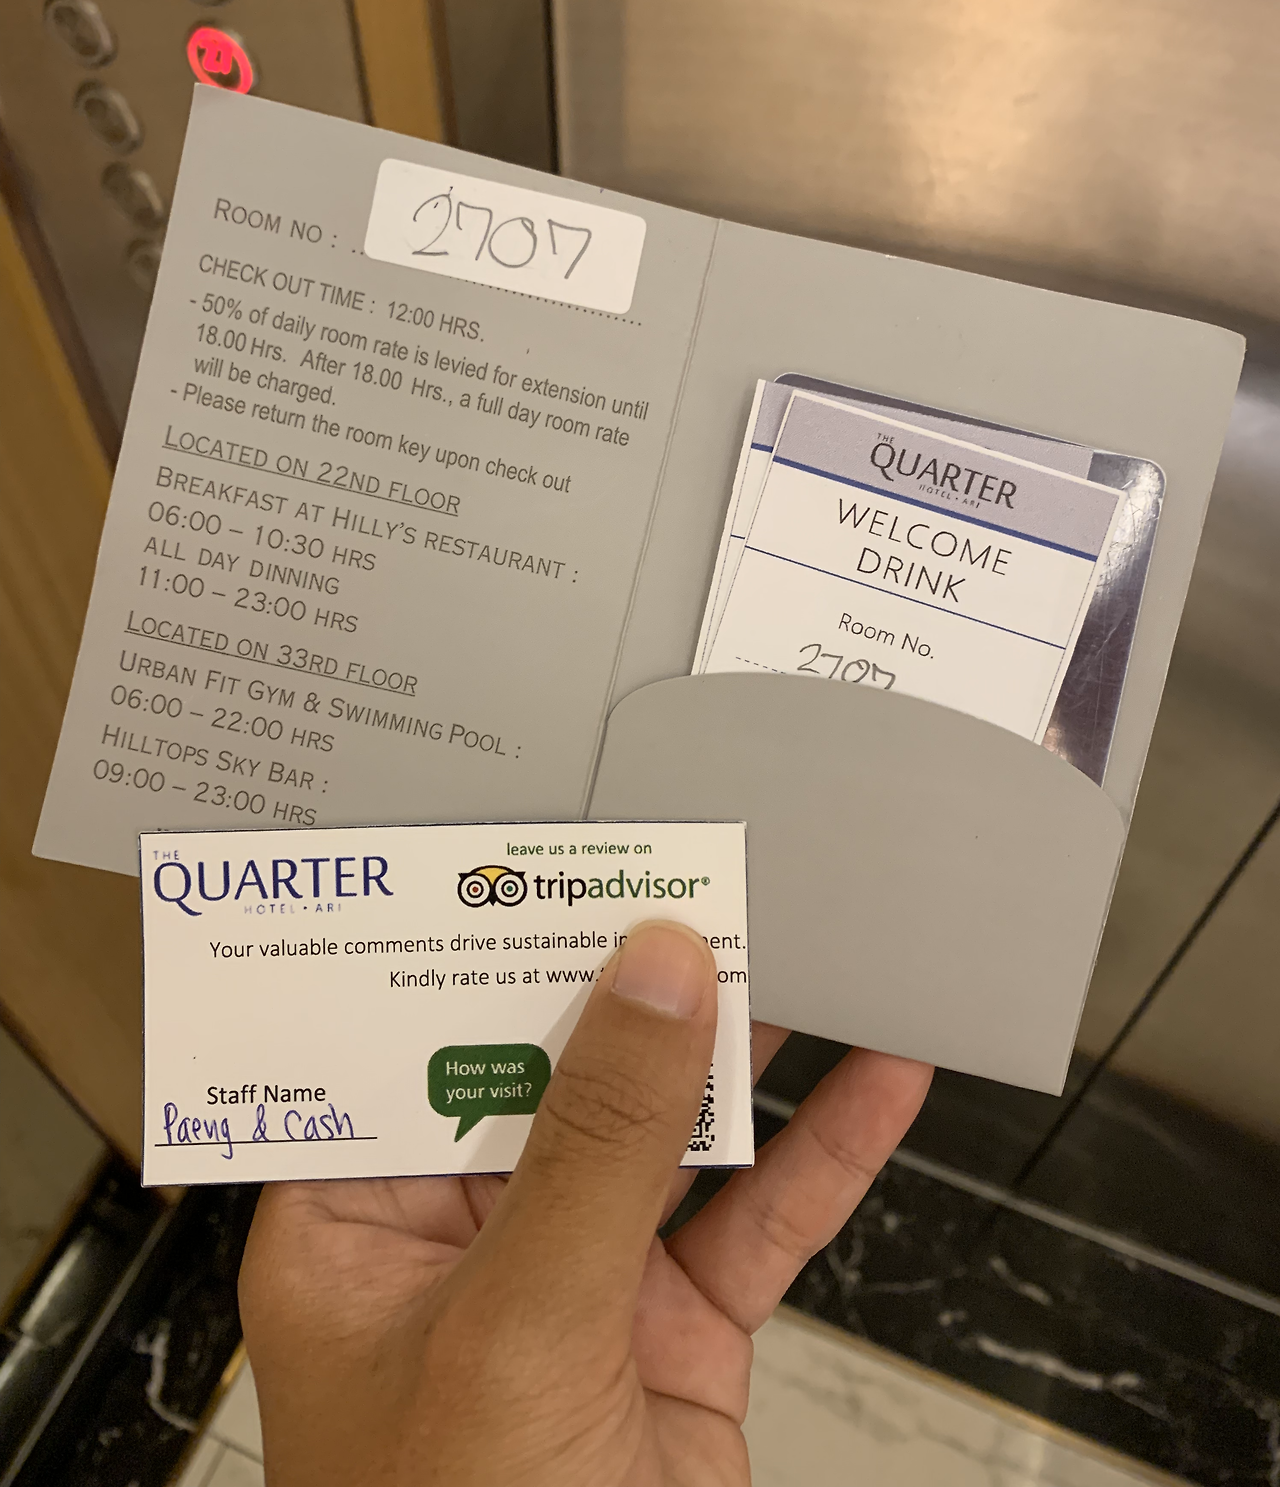 27
ROOM NO : 2707
CHECK OUT TIME : 12:00 HRS.
- 50% of daily room rate is levied for extension until
18.00 Hrs. After 18.00 Hrs., a full day room rate
will be charged.
- Please return the room key upon check out
LOCATED ON 22ND FLOOR
BREAKFAST AT HILLY'S RESTAURANT :
06:00 – 10:30 HRS
ALL DAY DINNING
11:00 – 23:00 HRS
LOCATED ON 33RD FLOOR
URBAN FIT GYM & SWIMMING POOL :
06:00 – 22:00 HRS
HILLTOPS SKY BAR :
09:00 – 23:00 HRS
THE
QUARTER
HOTEL • ARI
WELCOME
DRINK
Room No.
2707
THE
QUARTER
HOTEL • ARI
leave us a review on
tripadvisor®
Your valuable comments drive sustainable
Kindly rate us at www.
How was
your visit?
Staff Name
Paeng & Cash